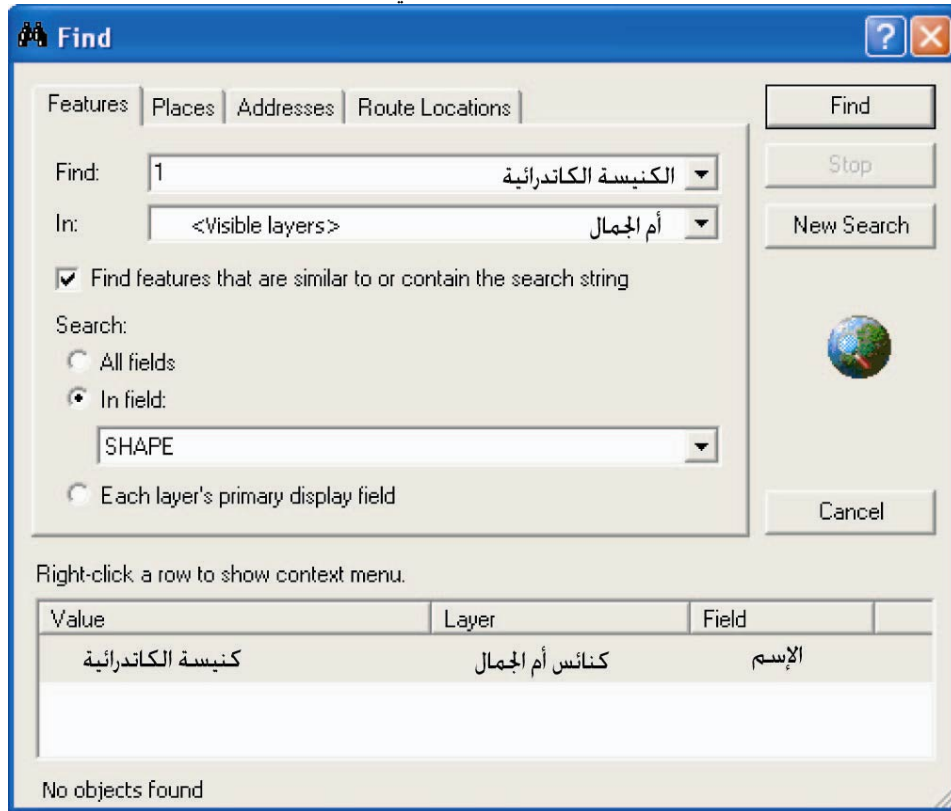 Find
Features Places Addresses Route Locations
Find
Find: 1 الكنيسة الكاتدرائية
Stop
In: <Visible layers> أم الجمال
New Search
Find features that are similar to or contain the search string
Search:
All fields
In field:
SHAPE
Each layer's primary display field
Cancel
Right-click a row to show context menu.
Value Layer Field
كنيسة الكاتدرائية كنائس أم الجمال الإسم
No objects found